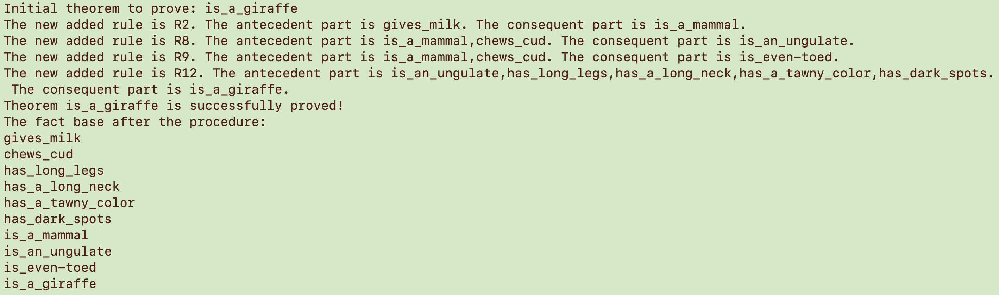 Initial theorem to prove: is_a_giraffe
The new added rule is R2. The antecedent part is gives_milk. The consequent part is is_a_mammal.
The new added rule is R8. The antecedent part is is_a_mammal,chews_cud. The consequent part is is_an_ungulate.
The new added rule is R9. The antecedent part is is_a_mammal,chews_cud. The consequent part is is_even-toed.
The new added rule is R12. The antecedent part is is_an_ungulate,has_long_legs,has_a_long_neck,has_a_tawny_color,has_dark_spots.
 The consequent part is is_a_giraffe.
Theorem is_a_giraffe is successfully proved!
The fact base after the procedure:
gives_milk
chews_cud
has_long_legs
has_a_long_neck
has_a_tawny_color
has_dark_spots
is_a_mammal
is_an_ungulate
is_even-toed
is_a_giraffe